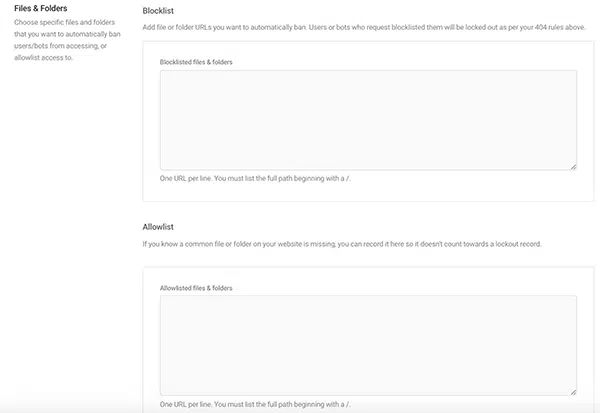 Files & Folders
Choose specific files and folders
that you want to automatically ban
users/bots from accessing, or
allowlist access to.
Blocklist
Add file or folder URLs you want to automatically ban. Users or bots who request blocklisted them will be locked out as per your 404 rules above.
Blocklisted files & folders
One URL per line. You must list the full path beginning with a /.
Allowlist
If you know a common file or folder on your website is missing, you can record it here so it doesn't count towards a lockout record.
Allowlisted files & folders
One URL per line. You must list the full path beginning with a /.